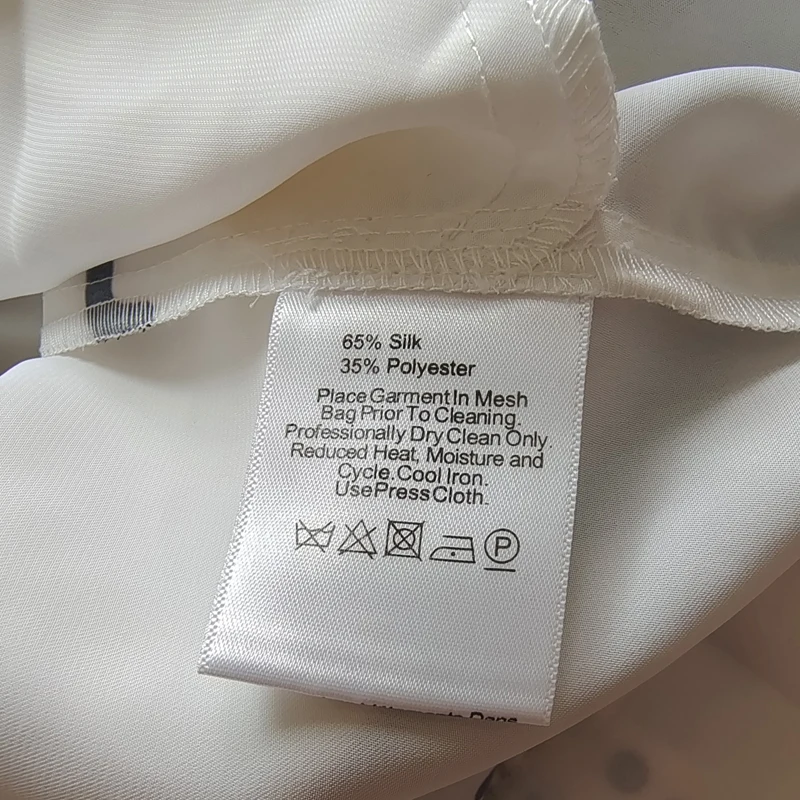 65% Silk
35% Polyester
Place Garment In Mesh
Bag Prior To Cleaning.
Professionally Dry Clean Only.
Reduced Heat, Moisture and
Cycle. Cool Iron.
Use Press Cloth.
P